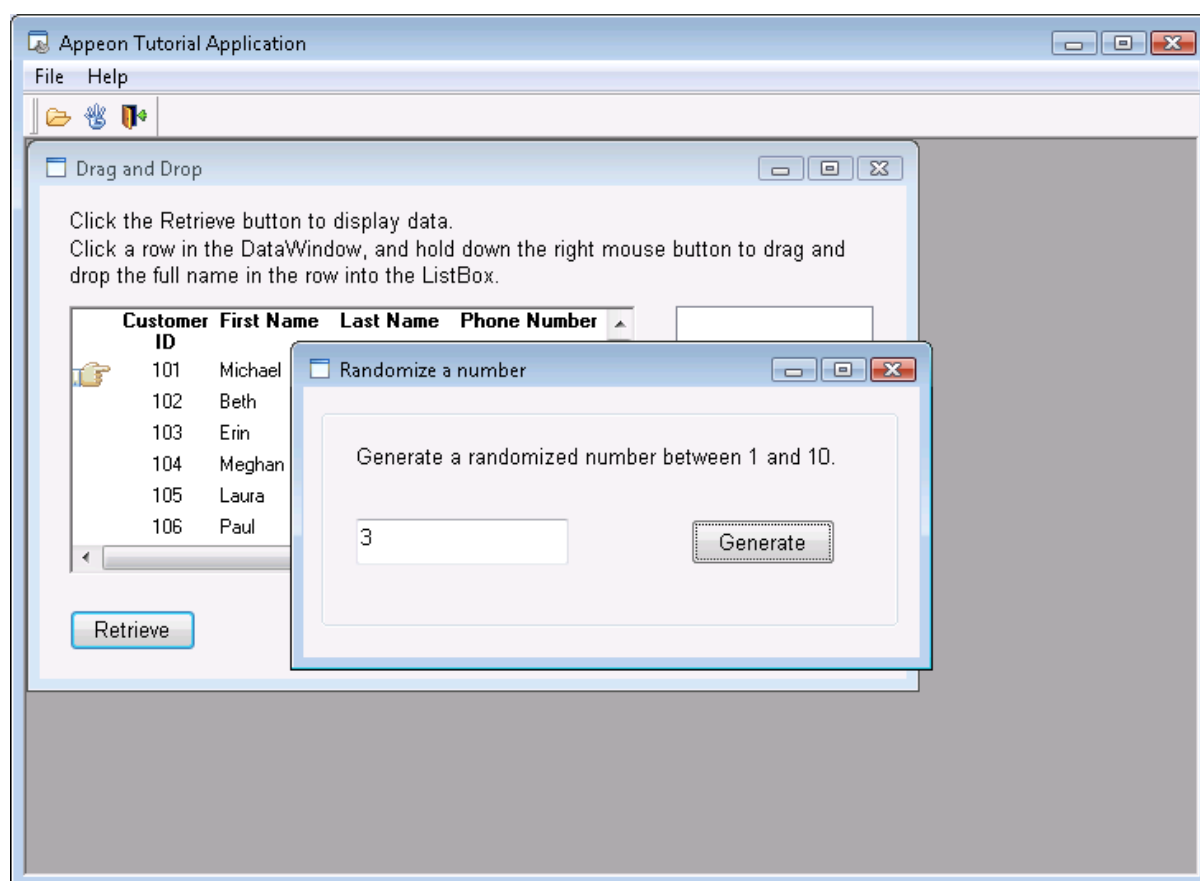 Appeon Tutorial Application
File Help
Drag and Drop
Click the Retrieve button to display data.
Click a row in the DataWindow, and hold down the right mouse button to drag and
drop the full name in the row into the ListBox.
Customer First Name Last Name Phone Number
ID
101 Michael
102 Beth
103 Erin
104 Meghan
105 Laura
106 Paul
Retrieve
Randomize a number
Generate a randomized number between 1 and 10.
3 Generate